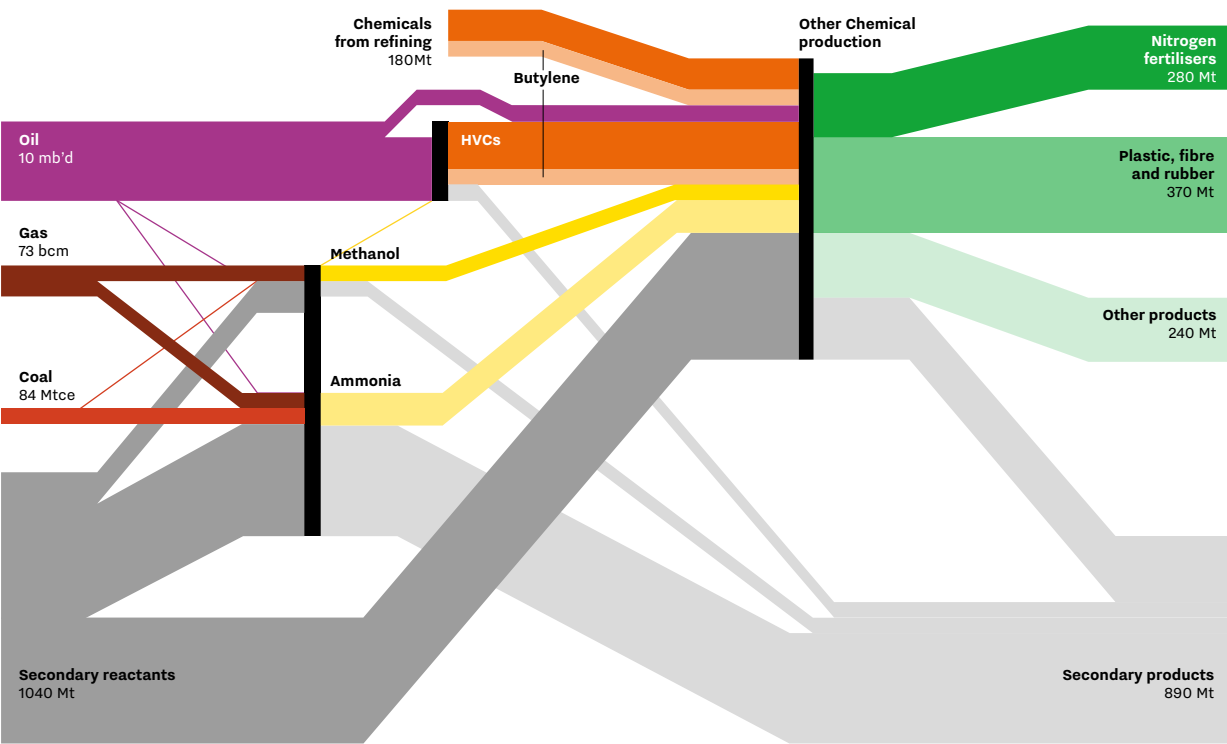 Chemicals
from refining
180Mt
Other Chemical
production
Nitrogen
fertilisers
280 Mt
Butylene
Oil
10 mb'd
HVCs
Plastic, fibre
and rubber
370 Mt
Gas
73 bcm
Methanol
Other products
240 Mt
Coal
84 Mtce
Ammonia
Secondary reactants
1040 Mt
Secondary products
890 Mt